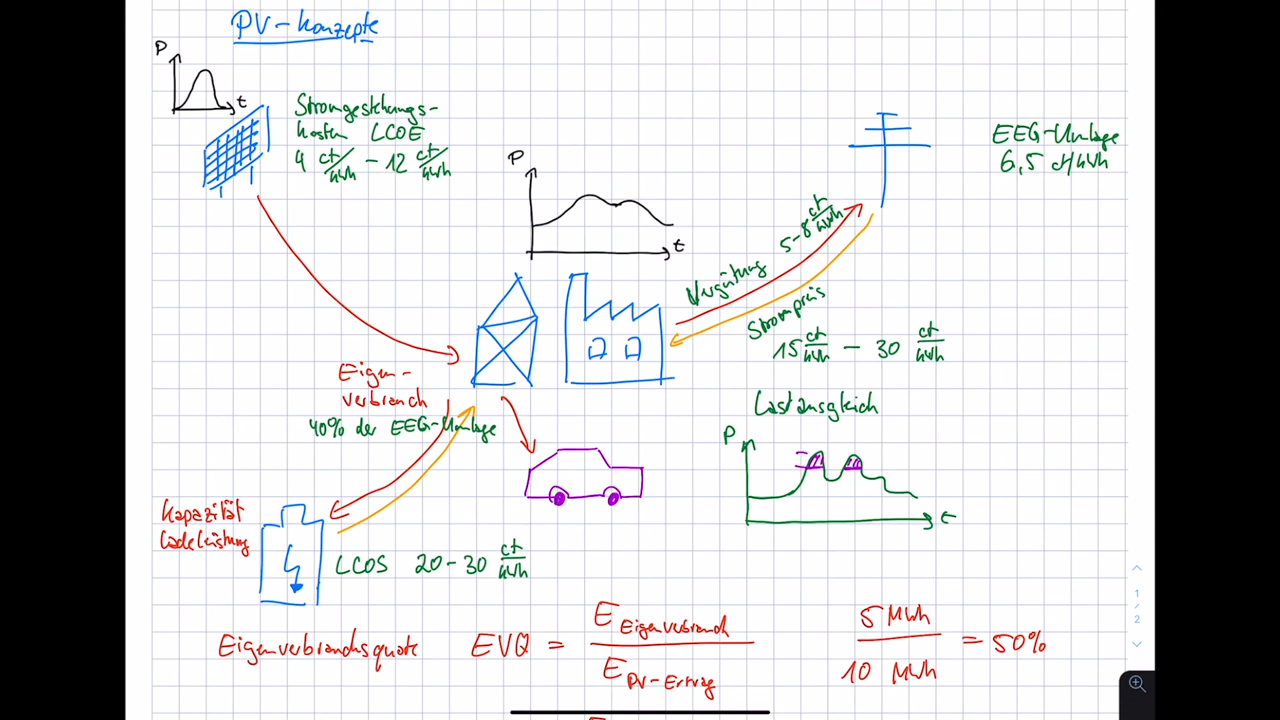 PV-Konzepte
P
t
Stromgestehungs-
kosten LCOE
4 ct/kWh - 12 ct/kWh
P
t
EEG-Umlage
6,5 ct/kWh
Vergütung 5-8 ct/kWh
Strompreis
15 ct/kWh - 30 ct/kWh
Eigen-
verbrauch
40% der EEG-Umlage
Lastausgleich
P
t
Kapazität
Ladeleistung
LCOS 20-30 ct/kWh
Eigenverbrauchsquote EVQ = E Eigenverbrauch / E PV-Ertrag
5 MWh / 10 MWh = 50%
1
/
2